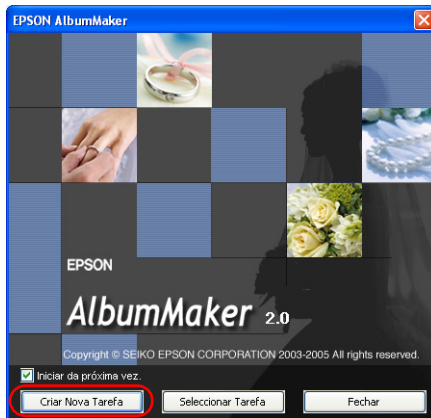 EPSON AlbumMaker
EPSON
AlbumMaker 2.0
Copyright © SEIKO EPSON CORPORATION 2003-2005 All rights reserved.
Iniciar da próxima vez.
Criar Nova Tarefa
Seleccionar Tarefa
Fechar